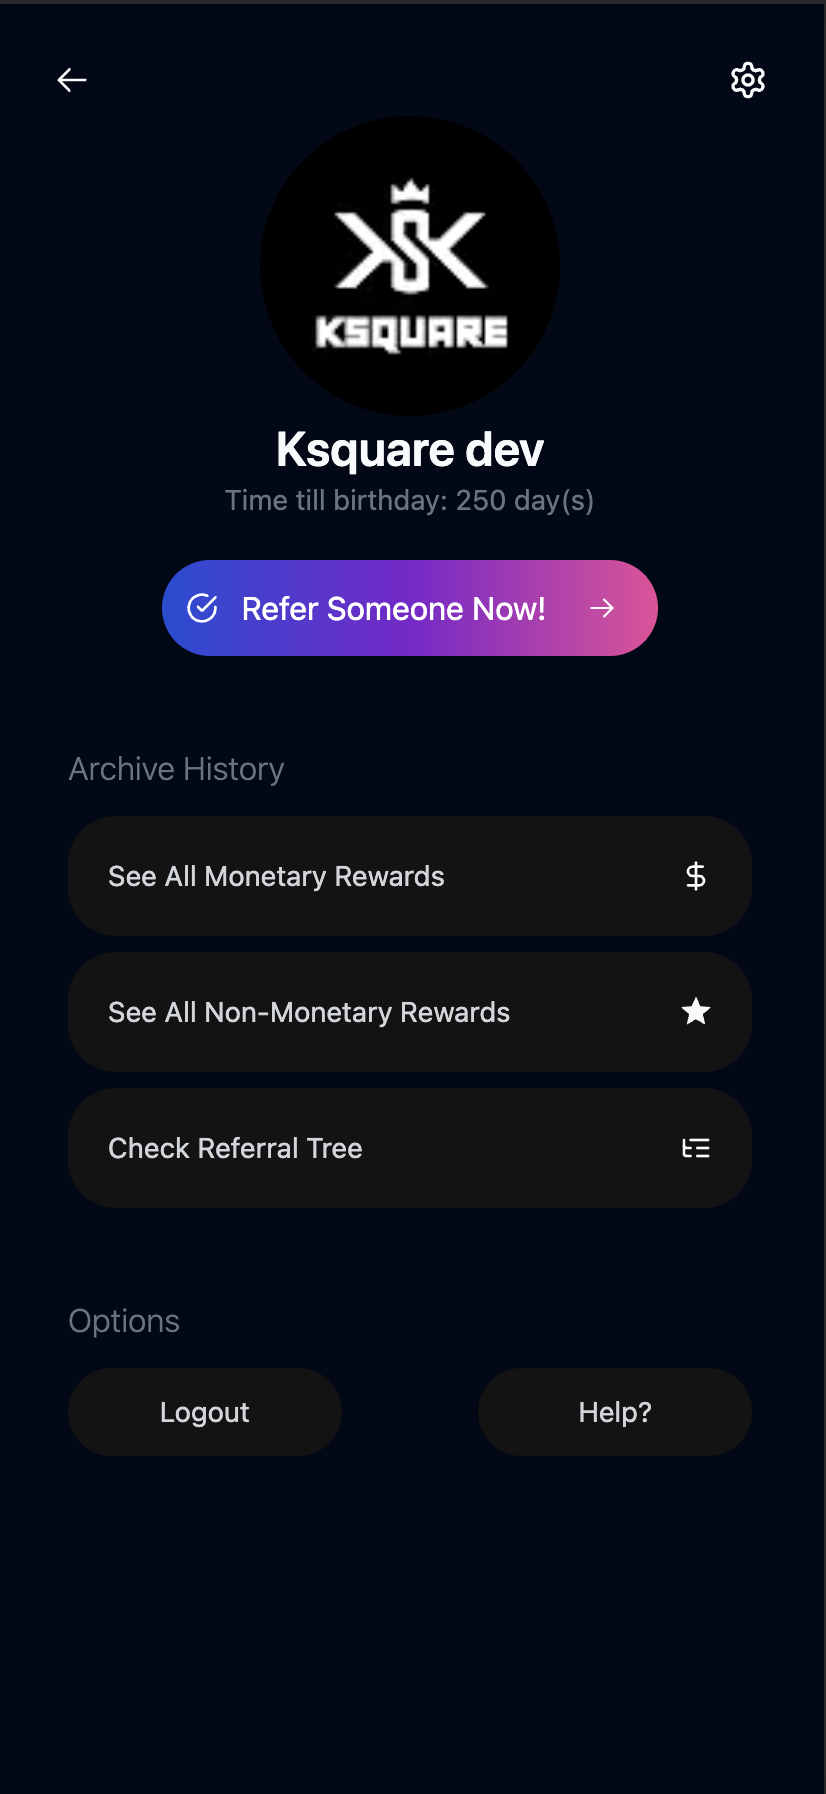 KSK
KSQUARE
Ksquare dev
Time till birthday: 250 day(s)
Refer Someone Now!
Archive History
See All Monetary Rewards
$
See All Non-Monetary Rewards
Check Referral Tree
Options
Logout
Help?